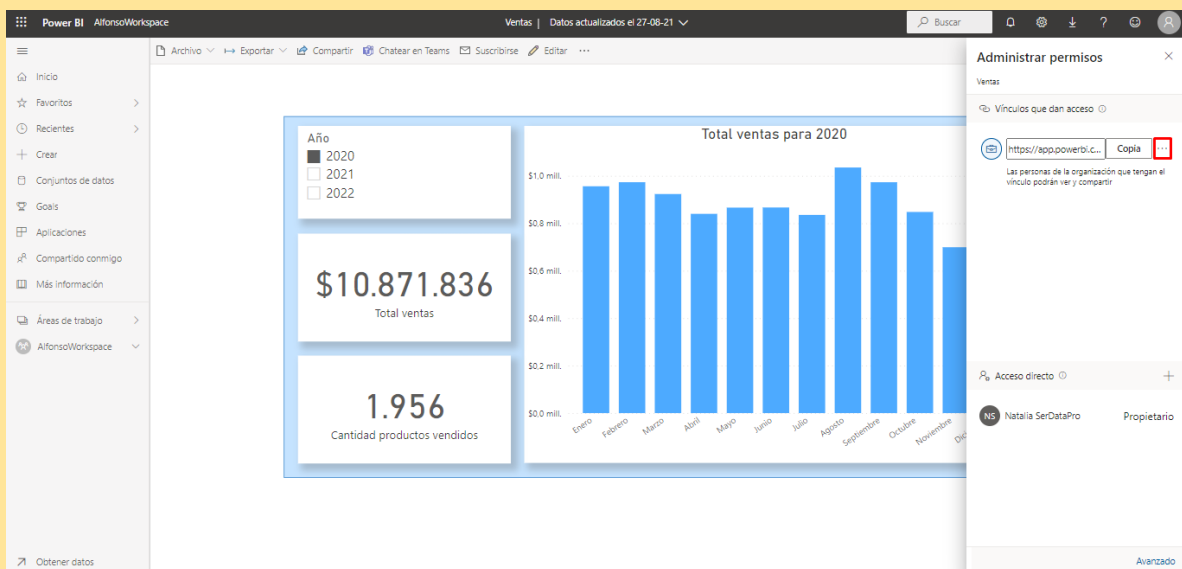 Power BI AlfonsoWorkspace
Ventas | Datos actualizados el 27-08-21
Buscar
Archivo
Exportar
Compartir
Chatear en Teams
Suscribirse
Editar
...
Inicio
Favoritos
Recientes
Crear
Conjuntos de datos
Goals
Aplicaciones
Compartido conmigo
Más información
Áreas de trabajo
AlfonsoWorkspace
Obtener datos
Año
2020
2021
2022
$10.871.836
Total ventas
1.956
Cantidad productos vendidos
Total ventas para 2020
$1.0 mill.
$0.8 mill.
$0.6 mill.
$0.4 mill.
$0.2 mill.
$0.0 mill.
Enero
Febrero
Marzo
Abril
Mayo
Junio
Julio
Agosto
Septiembre
Octubre
Noviembre
Dic
Administrar permisos
Ventas
Vínculos que dan acceso
https://app.powerbi.c...
Copia
...
Las personas de la organización que tengan el
vínculo podrán ver y compartir
Acceso directo
NS Natalia SerDataPro Propietario
Avanzado